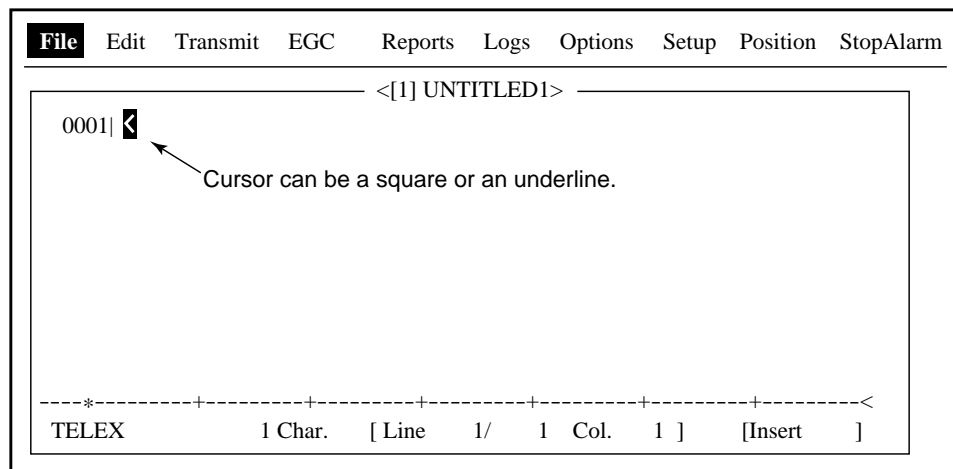 File Edit Transmit EGC Reports Logs Options Setup Position StopAlarm
<[1] UNTITLED1>
0001| <
Cursor can be a square or an underline.
----*---------+---------+---------+---------+---------+---------+---------<
TELEX 1 Char. [ Line 1/ 1 Col. 1 ] [Insert ]